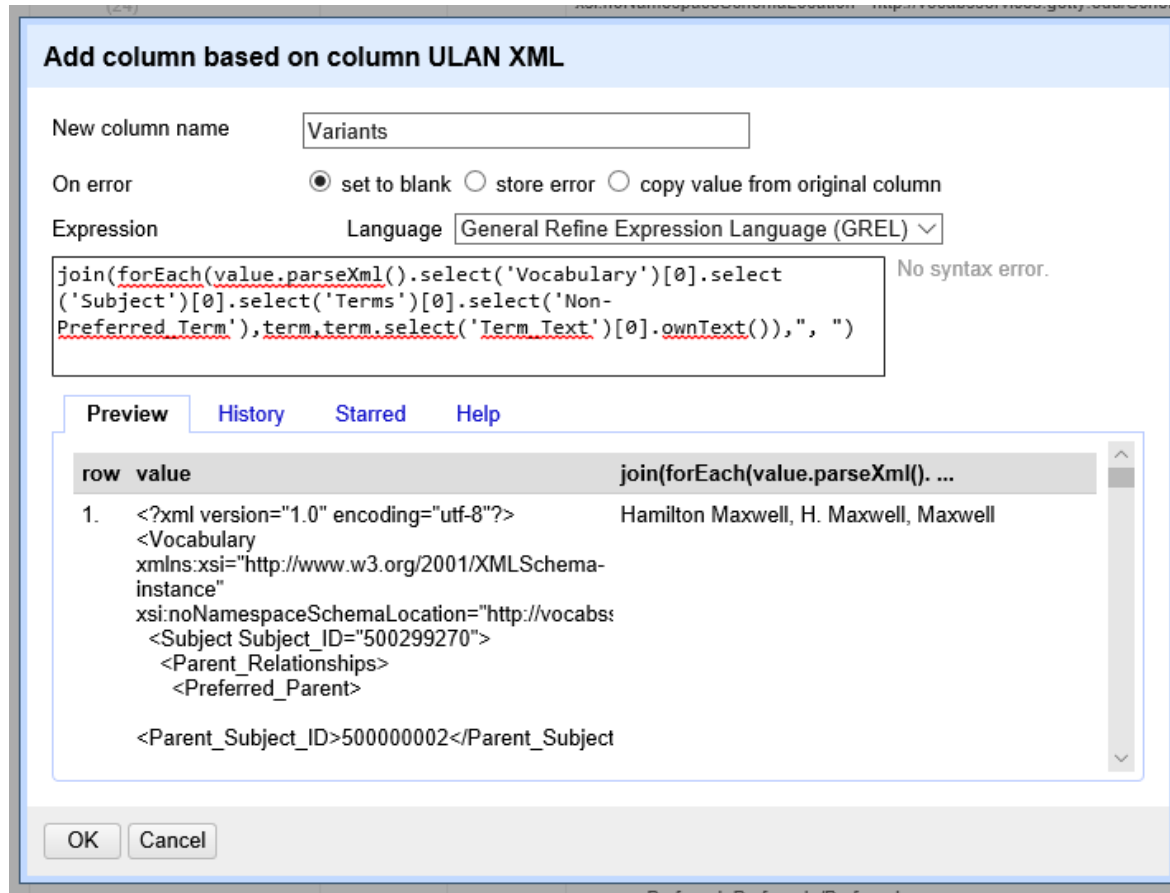 (24)
Add column based on column ULAN XML
New column name Variants
On error set to blank store error copy value from original column
Expression Language General Refine Expression Language (GREL)
join(forEach(value.parseXml().select('Vocabulary')[0].select
('Subject')[0].select('Terms')[0].select('Non-
Preferred_Term'),term,term.select('Term_Text')[0].ownText()),", ")
No syntax error.
Preview History Starred Help
row value join(forEach(value.parseXml(). ...
1. <?xml version="1.0" encoding="utf-8"?> Hamilton Maxwell, H. Maxwell, Maxwell
<Vocabulary
xmlns:xsi="http://www.w3.org/2001/XMLSchema-
instance"
xsi:noNamespaceSchemaLocation="http://vocabss
<Subject Subject_ID="500299270">
<Parent_Relationships>
<Preferred_Parent>
<Parent_Subject_ID>500000002</Parent_Subject
OK Cancel